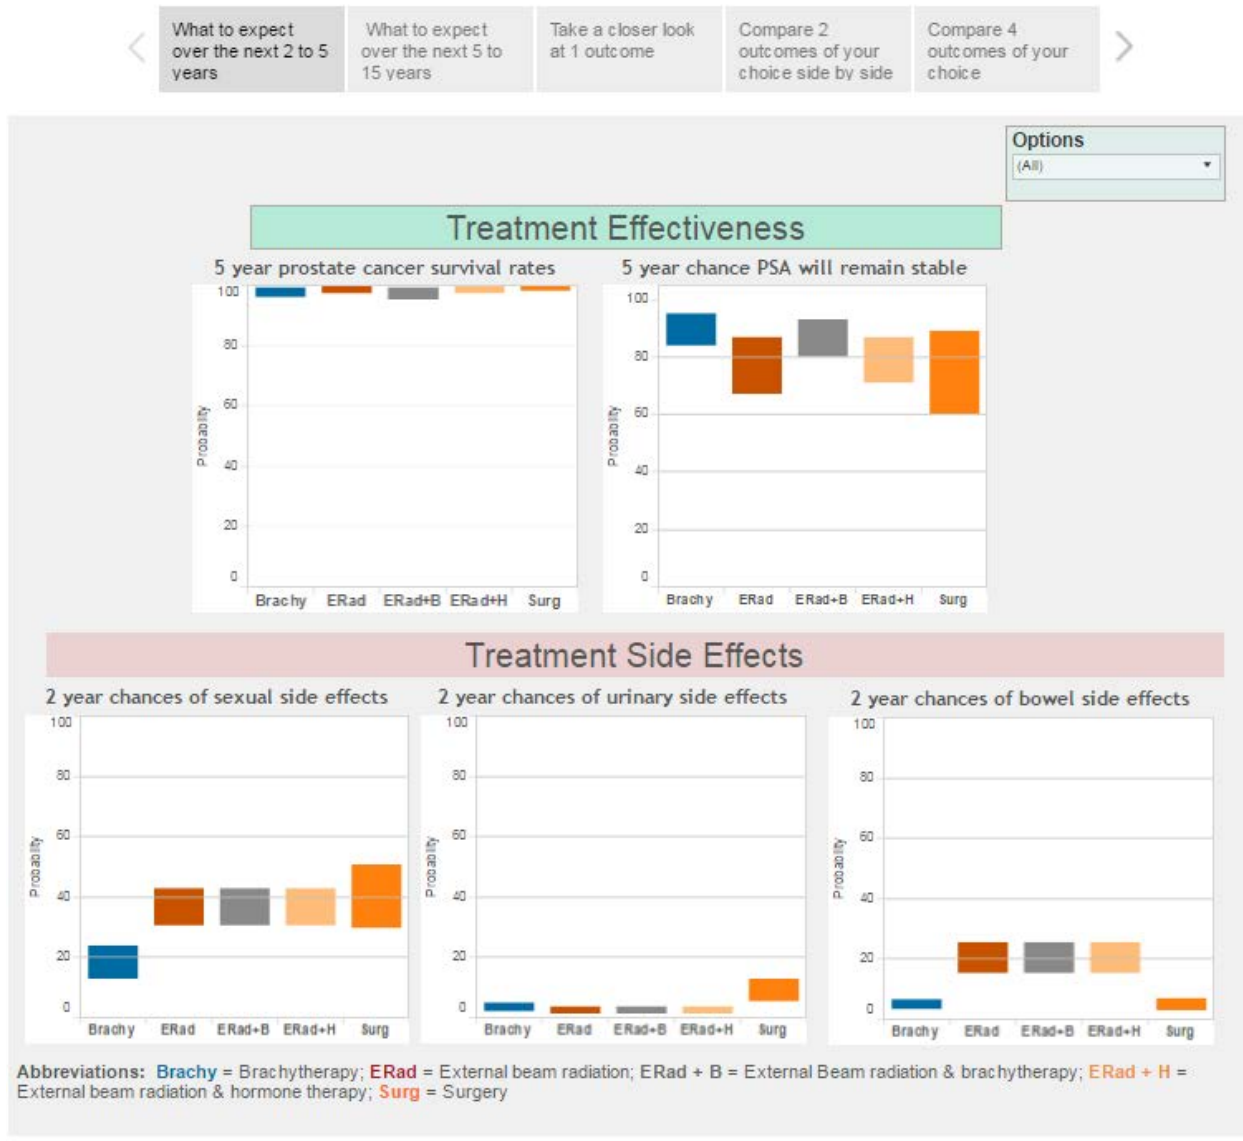 What to expect
over the next 2 to 5
years
What to expect
over the next 5 to
15 years
Take a closer look
at 1 outcome
Compare 2
outcomes of your
choice side by side
Compare 4
outcomes of your
choice
Options
(All)
Treatment Effectiveness
5 year prostate cancer survival rates
100
80
60
40
20
0
Probability
Brachy ERad ERad+B ERad+H Surg
5 year chance PSA will remain stable
100
80
60
40
20
0
Probability
Brachy ERad ERad+B ERad+H Surg
Treatment Side Effects
2 year chances of sexual side effects
100
80
60
40
20
0
Probability
Brachy ERad ERad+B ERad+H Surg
2 year chances of urinary side effects
100
80
60
40
20
0
Probability
Brachy ERad ERad+B ERad+H Surg
2 year chances of bowel side effects
100
80
60
40
20
0
Probability
Brachy ERad ERad+B ERad+H Surg
Abbreviations: Brachy = Brachytherapy; ERad = External beam radiation; ERad + B = External Beam radiation & brachytherapy; ERad + H =
External beam radiation & hormone therapy; Surg = Surgery